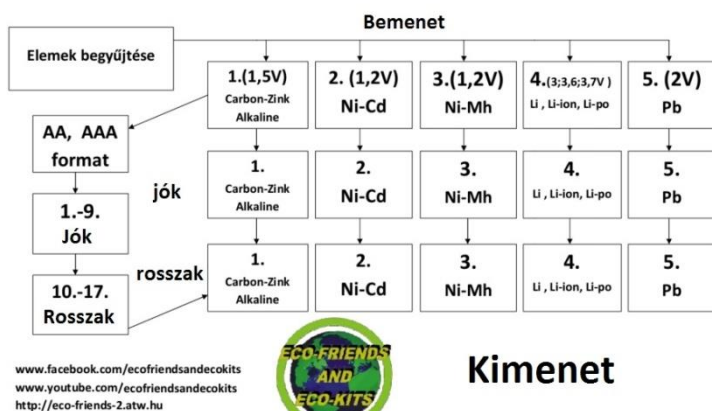 Bemenet
Elemek begyűjtése
1.(1,5V)
Carbon-Zink
Alkaline
2. (1,2V)
Ni-Cd
3.(1,2V)
Ni-Mh
4.(3;3,6;3,7V )
Li , Li-ion, Li-po
5. (2V)
Pb
AA, AAA
format
jók
1.
Carbon-Zink
Alkaline
2.
Ni-Cd
3.
Ni-Mh
4.
Li , Li-ion, Li-po
5.
Pb
1.-9.
Jók
rosszak
1.
Carbon-Zink
Alkaline
2.
Ni-Cd
3.
Ni-Mh
4.
Li , Li-ion, Li-po
5.
Pb
10.-17.
Rosszak
www.facebook.com/ecofriendsandecokits
www.youtube.com/ecofriendsandecokits
http://eco-friends-2.atw.hu
ECO-FRIENDS
AND
ECO-KITS
Kimenet